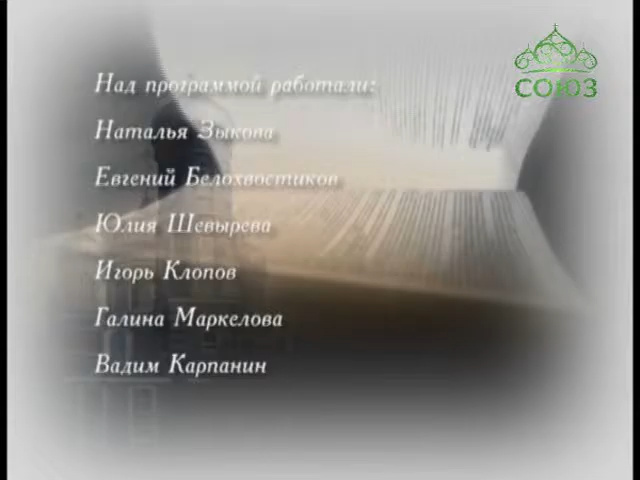 СОЮЗ
Над программой работали:
Наталья Зыкова
Евгений Белохвостиков
Юлия Шевырева
Игорь Клопов
Галина Маркелова
Вадим Карпанин